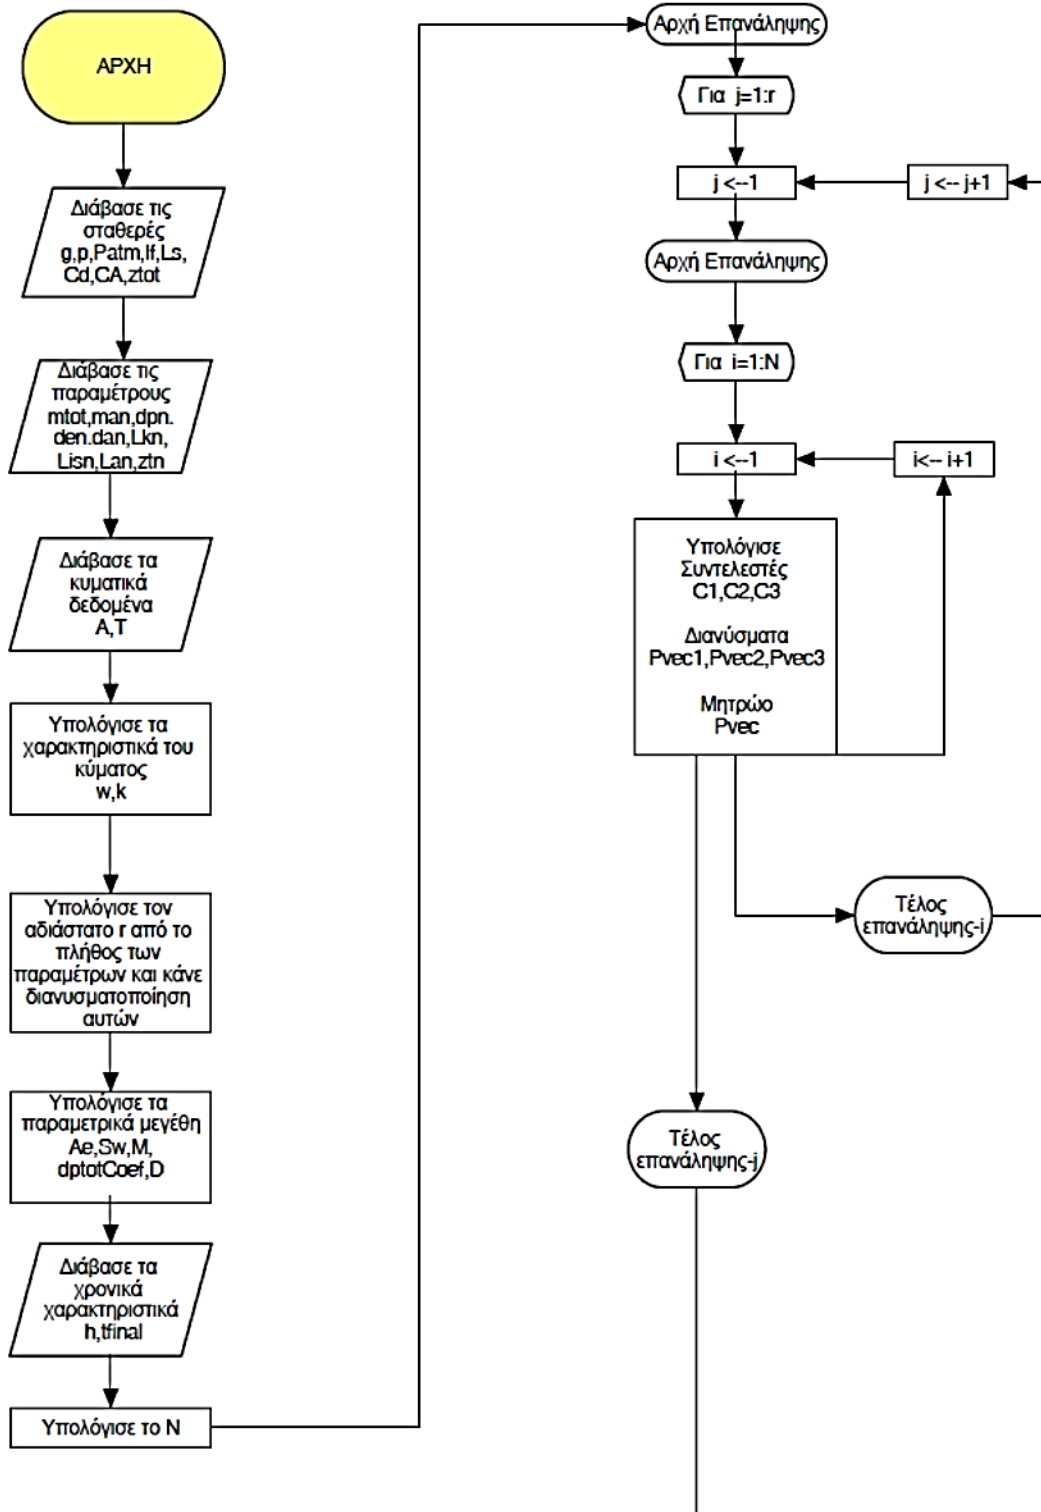 ΑΡΧΗ
Διάβασε τις
σταθερές
g,p,Patm,lf,Ls,
Cd,CA,ztot
Διάβασε τις
παραμέτρους
mtot,man,dpn.
den.dan,Lkn,
Lisn,Lan,ztn
Διάβασε τα
κυματικά
δεδομένα
A,T
Υπολόγισε τα
χαρακτηριστικά του
κύματος
w,k
Υπολόγισε τον
αδιάστατο r από το
πλήθος των
παραμέτρων και κάνε
διανυσματοποίηση
αυτών
Υπολόγισε τα
παραμετρικά μεγέθη
Ae,Sw,M,
dptotCoef,D
Διάβασε τα
χρονικά
χαρακτηριστικά
h,tfinal
Υπολόγισε το N
Αρχή Επανάληψης
Για j=1:r
j <--1
j <-- j+1
Αρχή Επανάληψης
Για i=1:N
i <--1
i<-- i+1
Υπολόγισε
Συντελεστές
C1,C2,C3
Διανύσματα
Pvec1,Pvec2,Pvec3
Μητρώο
Pvec
Τέλος
επανάληψης-i
Τέλος
επανάληψης-j